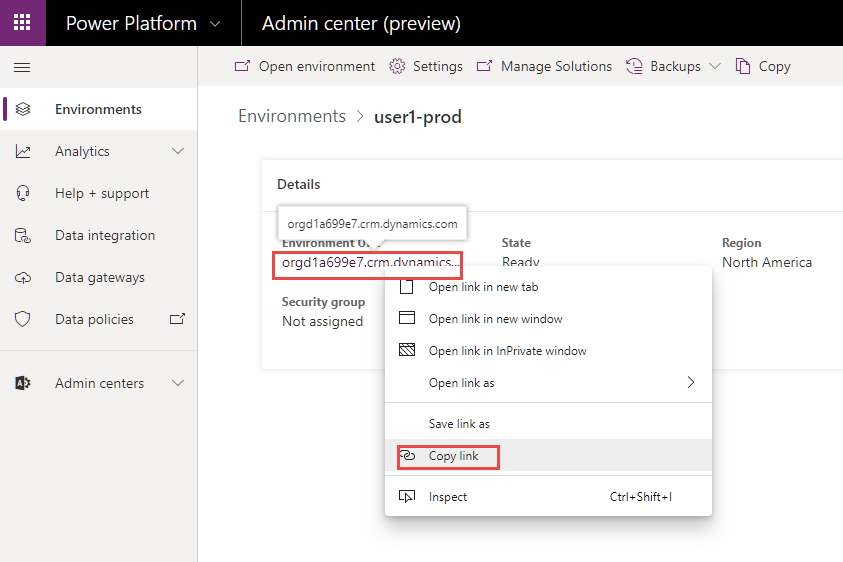 Power Platform
Admin center (preview)
Open environment
Settings
Manage Solutions
Backups
Copy
Environments
Analytics
Help + support
Data integration
Data gateways
Data policies
Admin centers
Environments > user1-prod
Details
orgd1a699e7.crm.dynamics.com
Environment U
State
Region
orgd1a699e7.crm.dynamics...
Ready
North America
Security group
Not assigned
Open link in new tab
Open link in new window
Open link in InPrivate window
Open link as
Save link as
Copy link
Inspect Ctrl+Shift+I